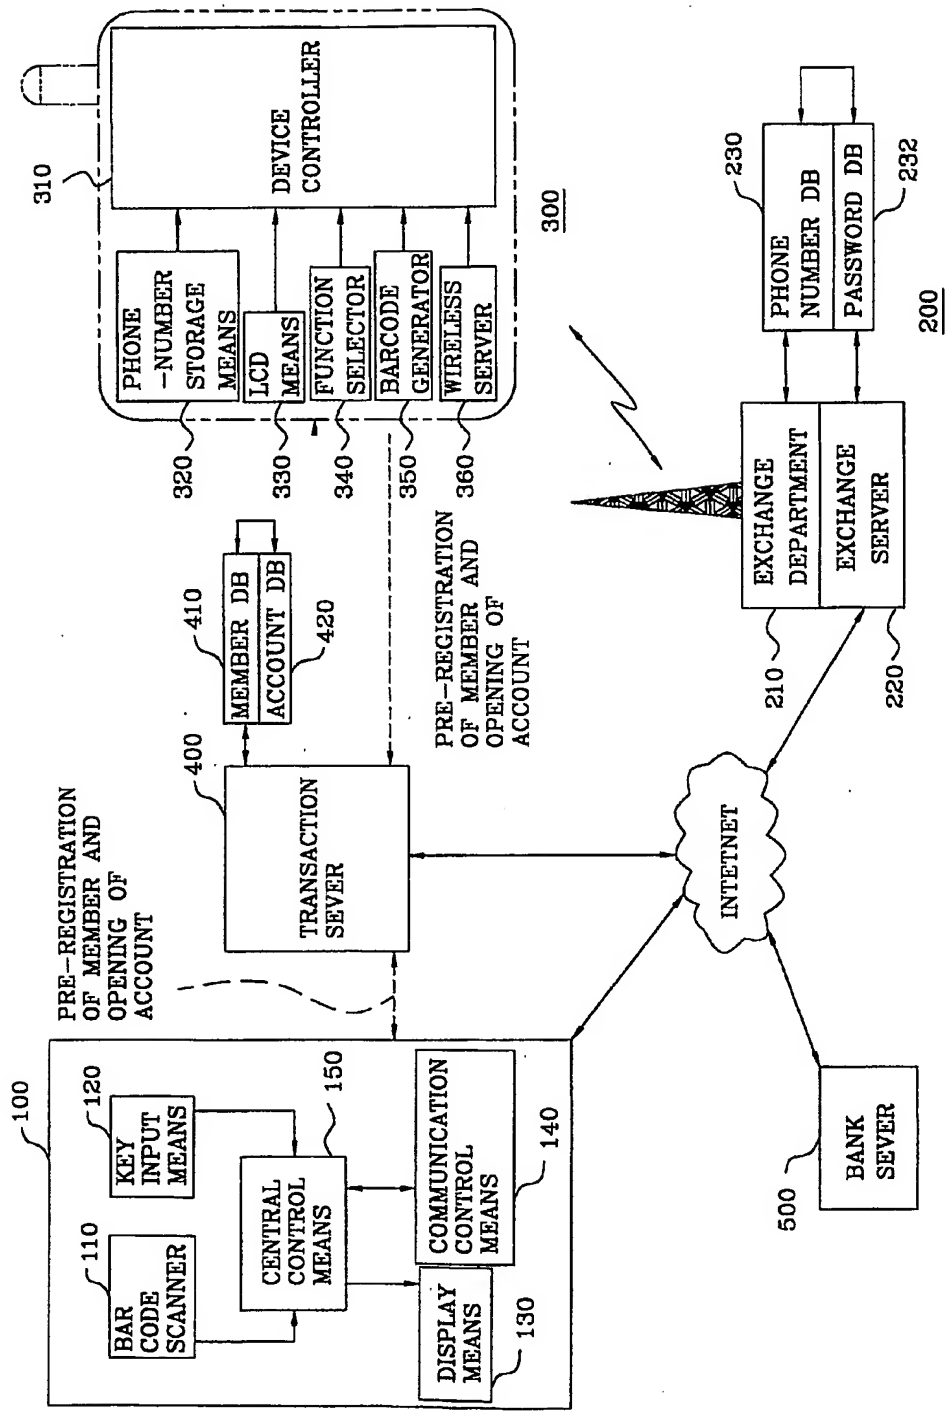 100
BAR
CODE
SCANNER
110
KEY
INPUT
MEANS
120
CENTRAL
CONTROL
MEANS
150
DISPLAY
MEANS
130
COMMUNICATION
CONTROL
MEANS
140
PRE-REGISTRATION
OF MEMBER AND
OPENING OF
ACCOUNT
TRANSACTION
SEVER
400
MEMBER DB
ACCOUNT DB
410
420
PRE-REGISTRATION
OF MEMBER AND
OPENING OF
ACCOUNT
310
DEVICE
CONTROLLER
PHONE
-NUMBER
STORAGE
MEANS
LCD
MEANS
FUNCTION
SELECTOR
BARCODE
GENERATOR
WIRELESS
SERVER
320
330
340
350
360
300
BANK
SEVER
500
INTETNET
EXCHANGE
DEPARTMENT
EXCHANGE
SERVER
210
220
PHONE
NUMBER DB
PASSWORD DB
230
232
200